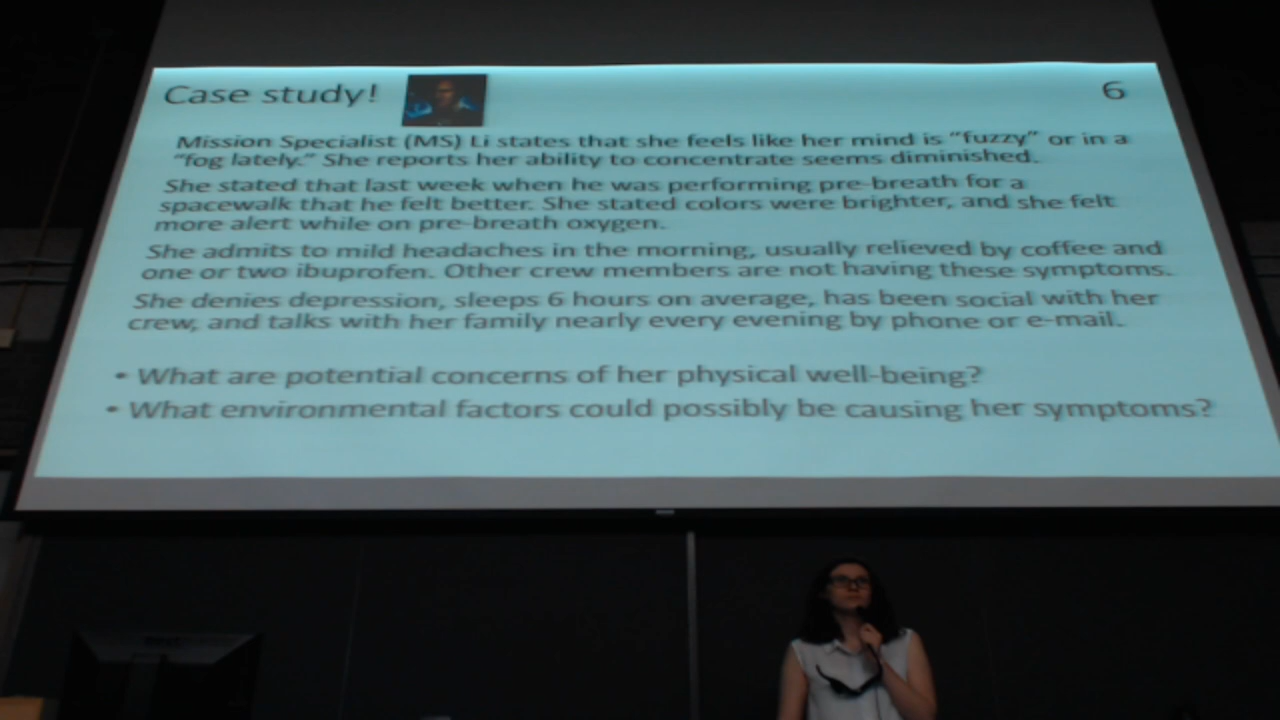 Case study!
6
Mission Specialist (MS) Li states that she feels like her mind is “fuzzy” or in a
“fog lately.” She reports her ability to concentrate seems diminished.
She stated that last week when he was performing pre-breath for a
spacewalk that he felt better. She stated colors were brighter, and she felt
more alert while on pre-breath oxygen.
She admits to mild headaches in the morning, usually relieved by coffee and
one or two ibuprofen. Other crew members are not having these symptoms.
She denies depression, sleeps 6 hours on average, has been social with her
crew, and talks with her family nearly every evening by phone or e-mail.
• What are potential concerns of her physical well-being?
• What environmental factors could possibly be causing her symptoms?